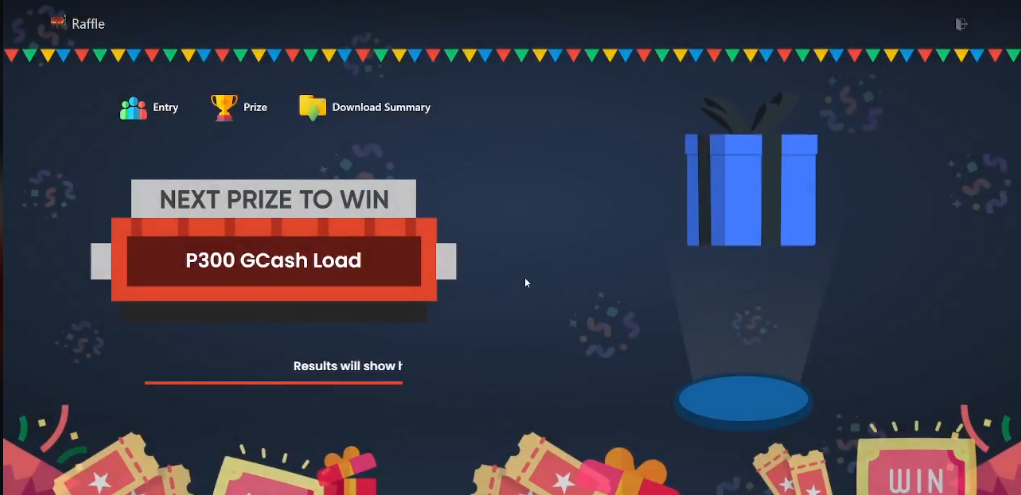 Raffle
Entry Prize Download Summary
NEXT PRIZE TO WIN
P300 GCash Load
Results will show
WIN